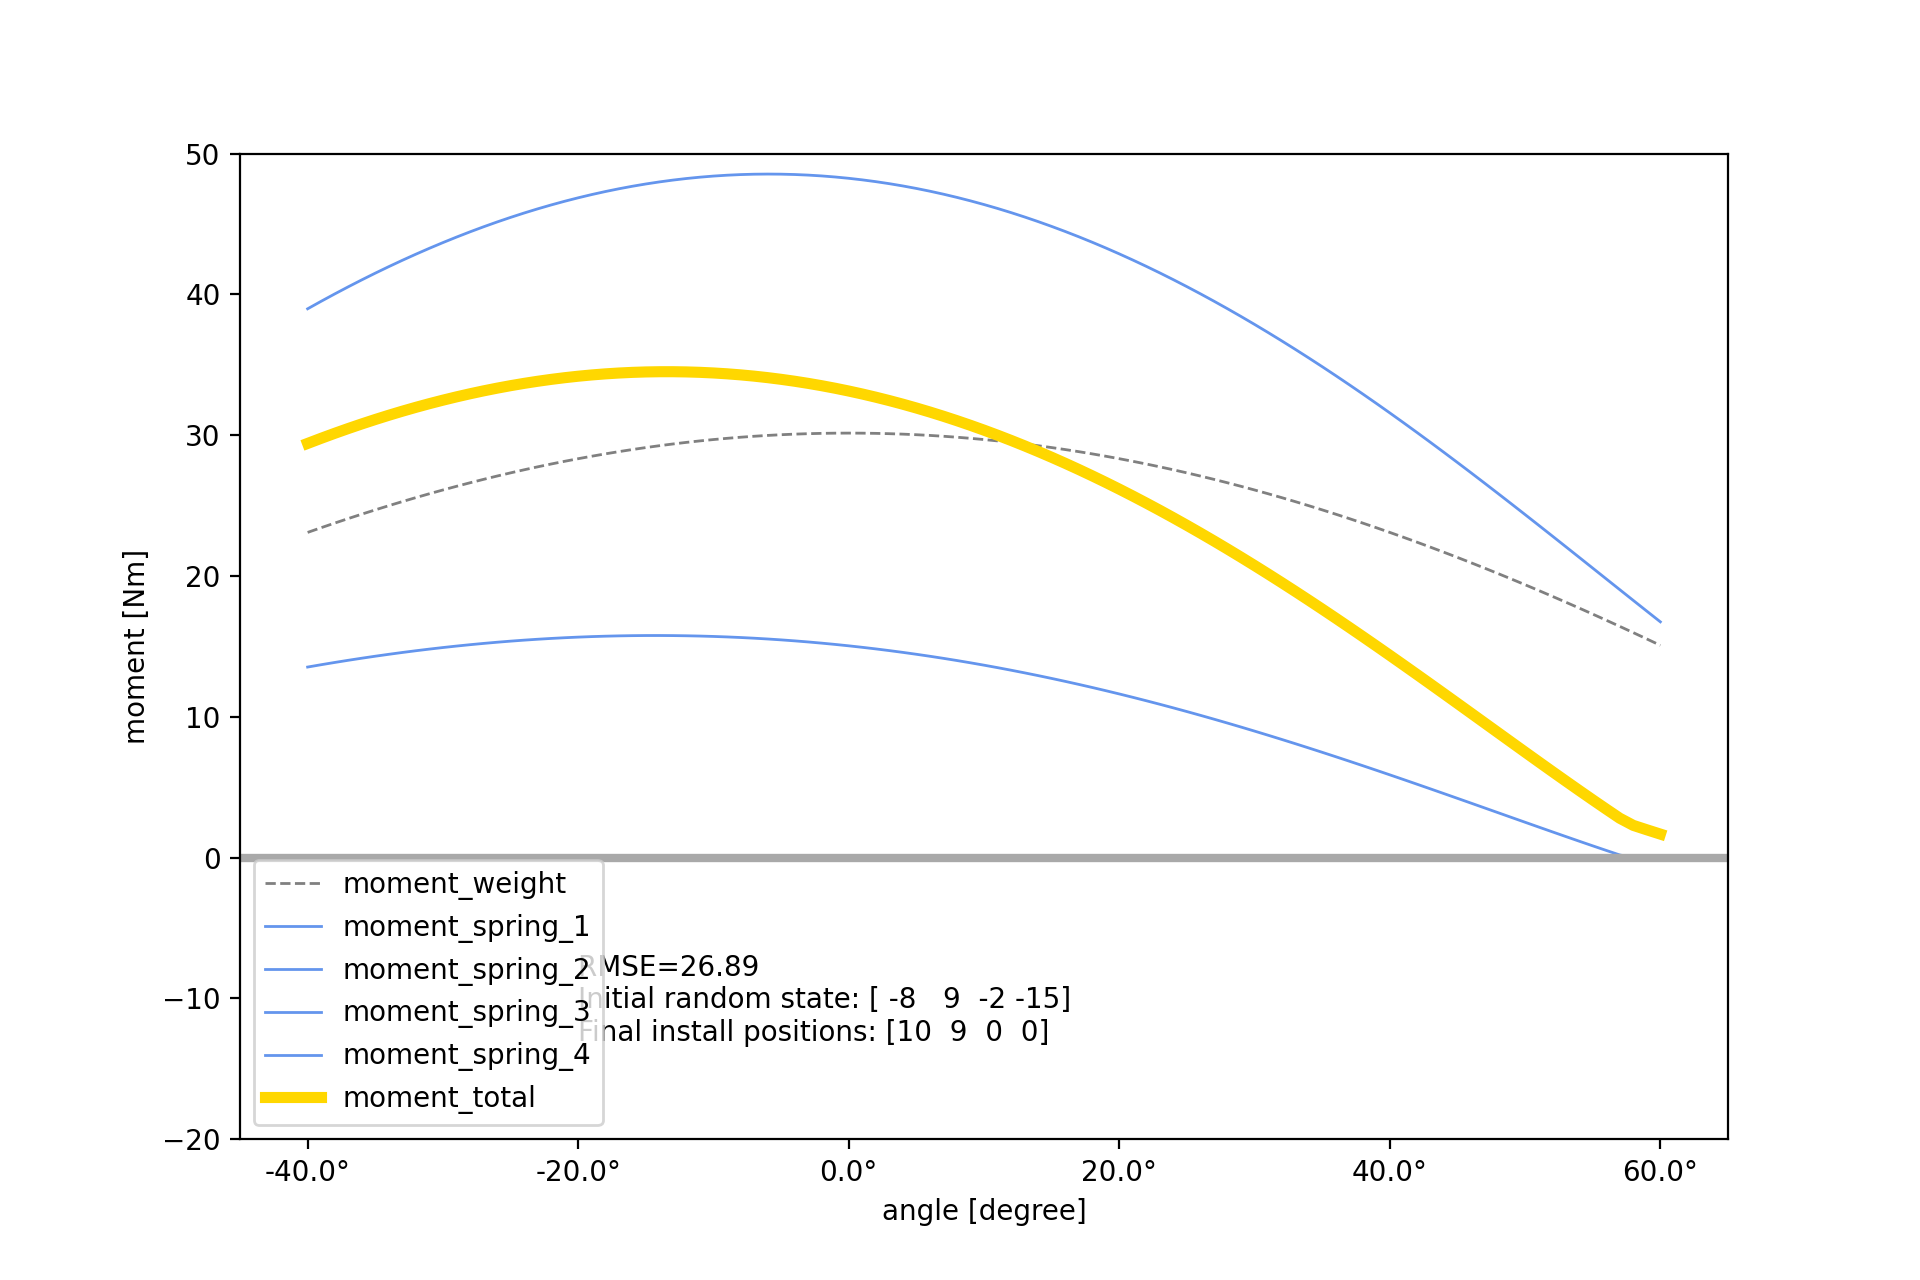 50
40
30
20
10
0
−10
−20
moment [Nm]
moment_weight
moment_spring_1
moment_spring_2
moment_spring_3
moment_spring_4
moment_total
RMSE=26.89
Initial random state: [ -8   9  -2 -15]
Final install positions: [10  9  0  0]
-40.0°
-20.0°
0.0°
20.0°
40.0°
60.0°
angle [degree]